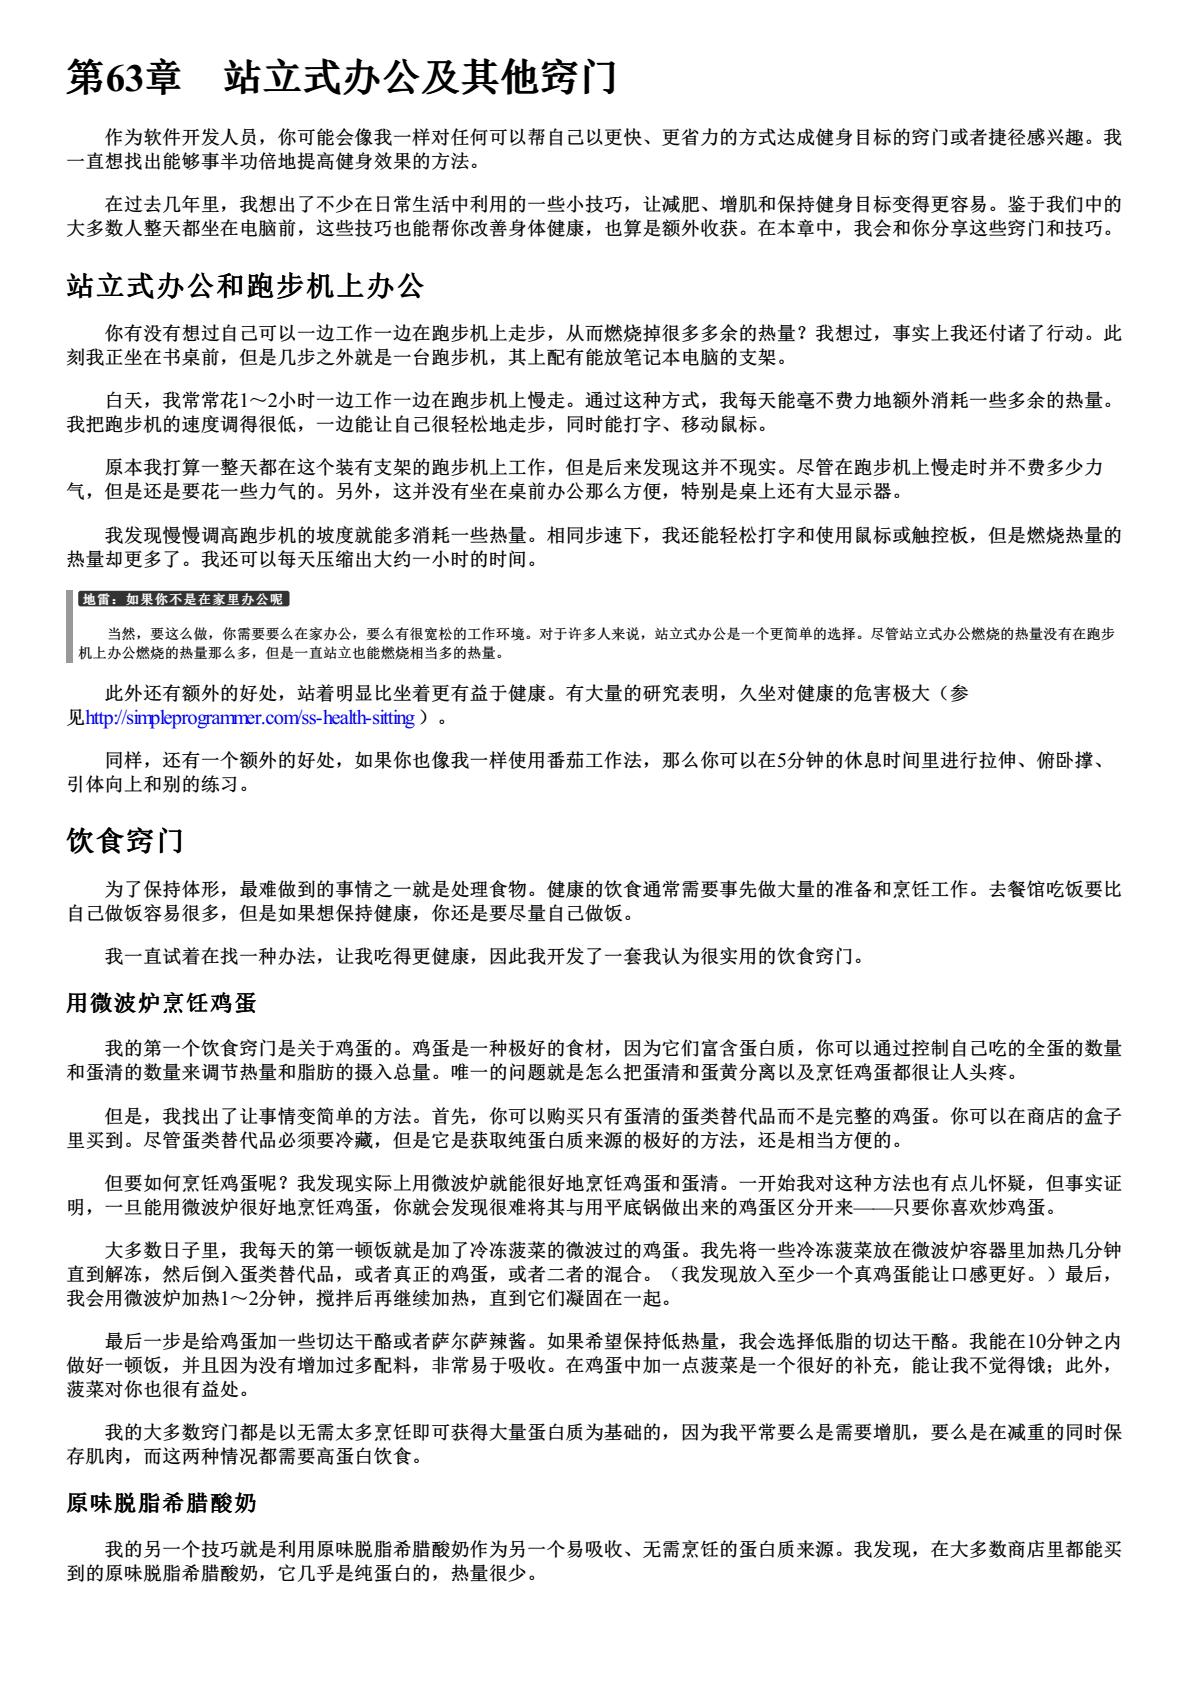 第63章　站立式办公及其他窍门
作为软件开发人员，你可能会像我一样对任何可以帮自己以更快、更省力的方式达成健身目标的窍门或者捷径感兴趣。我
一直想找出能够事半功倍地提高健身效果的方法。
在过去几年里，我想出了不少在日常生活中利用的一些小技巧，让减肥、增肌和保持健身目标变得更容易。鉴于我们中的
大多数人整天都坐在电脑前，这些技巧也能帮你改善身体健康，也算是额外收获。在本章中，我会和你分享这些窍门和技巧。
站立式办公和跑步机上办公
你有没有想过自己可以一边工作一边在跑步机上走步，从而燃烧掉很多多余的热量？我想过，事实上我还付诸了行动。此
刻我正坐在书桌前，但是几步之外就是一台跑步机，其上配有能放笔记本电脑的支架。
白天，我常常花1～2小时一边工作一边在跑步机上慢走。通过这种方式，我每天能毫不费力地额外消耗一些多余的热量。
我把跑步机的速度调得很低，一边能让自己很轻松地走步，同时能打字、移动鼠标。
原本我打算一整天都在这个装有支架的跑步机上工作，但是后来发现这并不现实。尽管在跑步机上慢走时并不费多少力
气，但是还是要花一些力气的。另外，这并没有坐在桌前办公那么方便，特别是桌上还有大显示器。
我发现慢慢调高跑步机的坡度就能多消耗一些热量。相同步速下，我还能轻松打字和使用鼠标或触控板，但是燃烧热量的
热量却更多了。我还可以每天压缩出大约一小时的时间。
地雷：如果你不是在家里办公呢
当然，要这么做，你需要要么在家办公，要么有很宽松的工作环境。对于许多人来说，站立式办公是一个更简单的选择。尽管站立式办公燃烧的热量没有在跑步
机上办公燃烧的热量那么多，但是一直站立也能燃烧相当多的热量。
此外还有额外的好处，站着明显比坐着更有益于健康。有大量的研究表明，久坐对健康的危害极大（参
见http://simpleprogrammer.com/ss-health-sitting ）。
同样，还有一个额外的好处，如果你也像我一样使用番茄工作法，那么你可以在5分钟的休息时间里进行拉伸、俯卧撑、
引体向上和别的练习。
饮食窍门
为了保持体形，最难做到的事情之一就是处理食物。健康的饮食通常需要事先做大量的准备和烹饪工作。去餐馆吃饭要比
自己做饭容易很多，但是如果想保持健康，你还是要尽量自己做饭。
我一直试着在找一种办法，让我吃得更健康，因此我开发了一套我认为很实用的饮食窍门。
用微波炉烹饪鸡蛋
我的第一个饮食窍门是关于鸡蛋的。鸡蛋是一种极好的食材，因为它们富含蛋白质，你可以通过控制自己吃的全蛋的数量
和蛋清的数量来调节热量和脂肪的摄入总量。唯一的问题就是怎么把蛋清和蛋黄分离以及烹饪鸡蛋都很让人头疼。
但是，我找出了让事情变简单的方法。首先，你可以购买只有蛋清的蛋类替代品而不是完整的鸡蛋。你可以在商店的盒子
里买到。尽管蛋类替代品必须要冷藏，但是它是获取纯蛋白质来源的极好的方法，还是相当方便的。
但要如何烹饪鸡蛋呢？我发现实际上用微波炉就能很好地烹饪鸡蛋和蛋清。一开始我对这种方法也有点儿怀疑，但事实证
明，一旦能用微波炉很好地烹饪鸡蛋，你就会发现很难将其与用平底锅做出来的鸡蛋区分开来——只要你喜欢炒鸡蛋。
大多数日子里，我每天的第一顿饭就是加了冷冻菠菜的微波过的鸡蛋。我先将一些冷冻菠菜放在微波炉容器里加热几分钟
直到解冻，然后倒入蛋类替代品，或者真正的鸡蛋，或者二者的混合。（我发现放入至少一个真鸡蛋能让口感更好。）最后，
我会用微波炉加热1～2分钟，搅拌后再继续加热，直到它们凝固在一起。
最后一步是给鸡蛋加一些切达干酪或者萨尔萨辣酱。如果希望保持低热量，我会选择低脂的切达干酪。我能在10分钟之内
做好一顿饭，并且因为没有增加过多配料，非常易于吸收。在鸡蛋中加一点菠菜是一个很好的补充，能让我不觉得饿；此外，
菠菜对你也很有益处。
我的大多数窍门都是以无需太多烹饪即可获得大量蛋白质为基础的，因为我平常要么是需要增肌，要么是在减重的同时保
存肌肉，而这两种情况都需要高蛋白饮食。
原味脱脂希腊酸奶
我的另一个技巧就是利用原味脱脂希腊酸奶作为另一个易吸收、无需烹饪的蛋白质来源。我发现，在大多数商店里都能买
到的原味脱脂希腊酸奶，它几乎是纯蛋白的，热量很少。